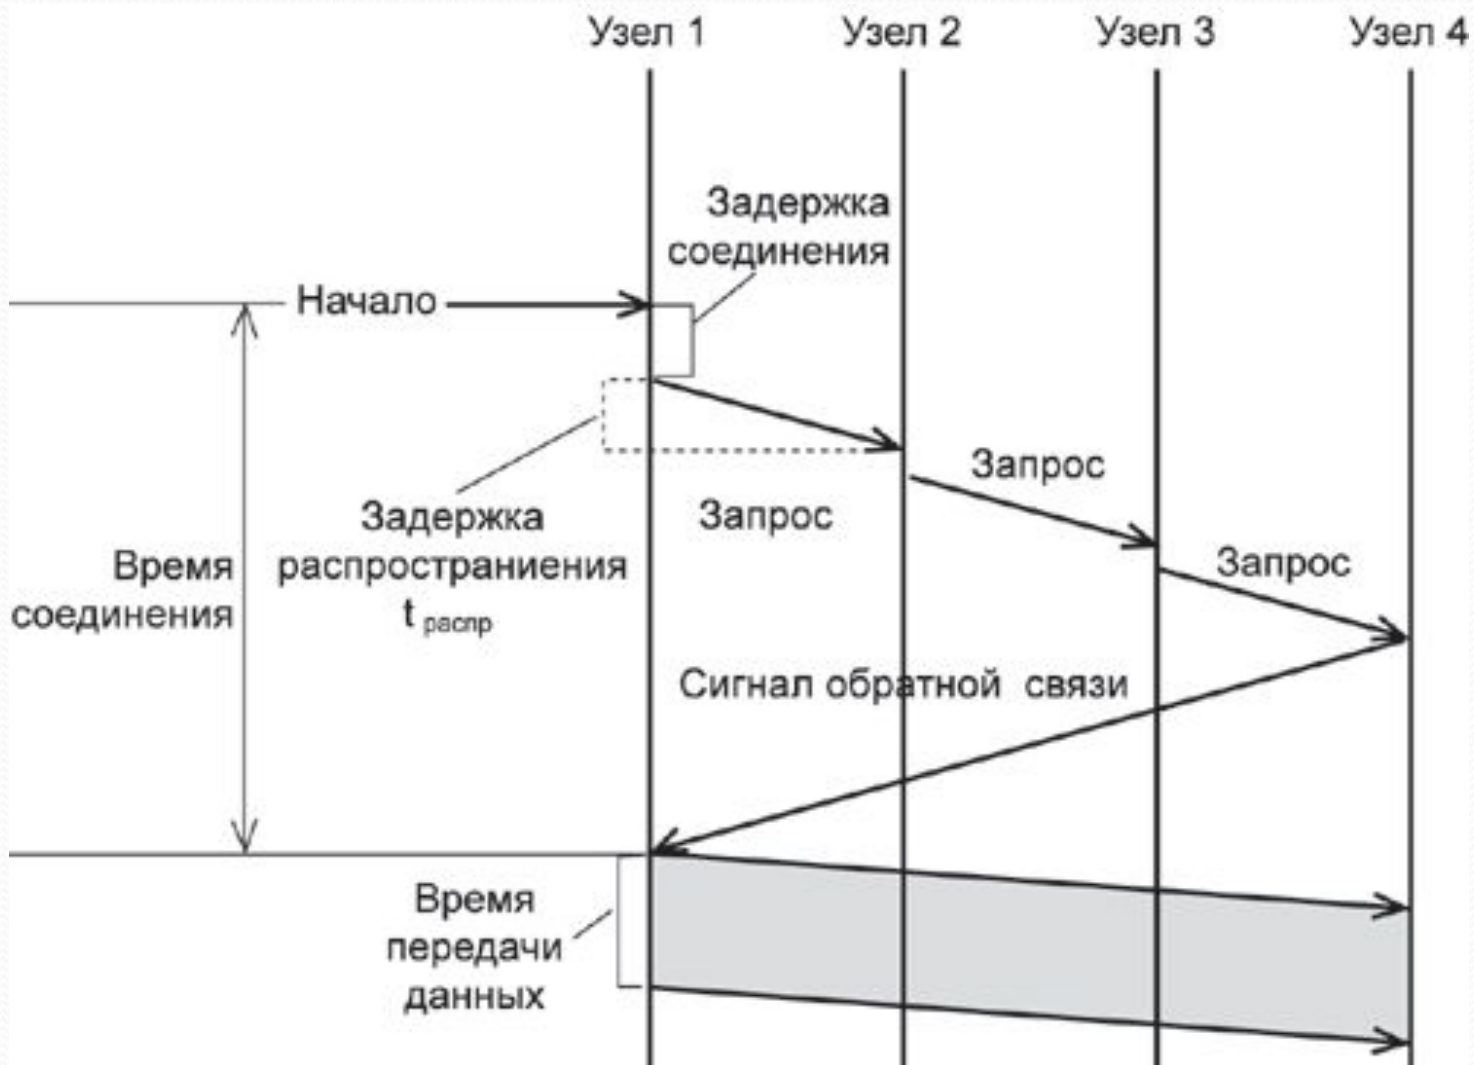 Узел 1
Узел 2
Узел 3
Узел 4
Задержка
соединения
Начало
Запрос
Задержка
распространиения
t распр
Запрос
Время
соединения
Запрос
Сигнал обратной связи
Время
передачи
данных